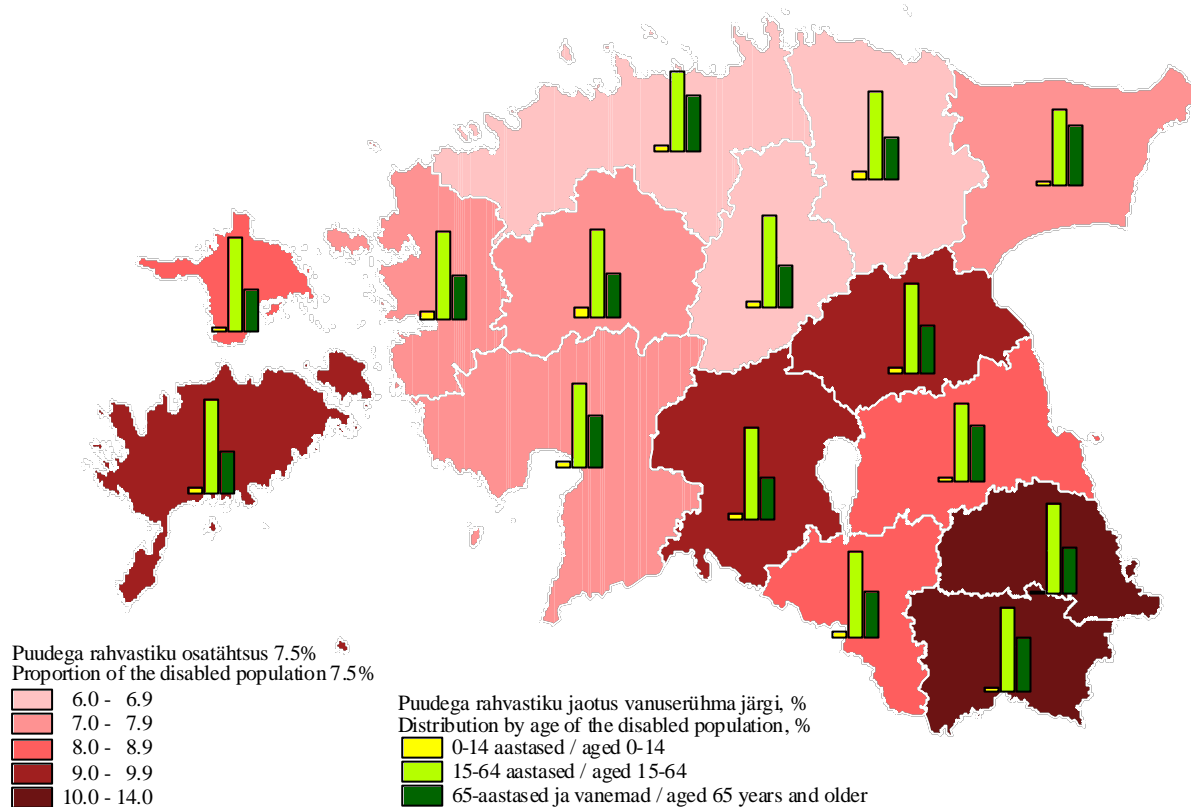 Puudega rahvastiku osatähtsus 7.5%
Proportion of the disabled population 7.5%
6.0 - 6.9
7.0 - 7.9
8.0 - 8.9
9.0 - 9.9
10.0 - 14.0
Puudega rahvastiku jaotus vanuserühma järgi, %
Distribution by age of the disabled population, %
0-14 aastased / aged 0-14
15-64 aastased / aged 15-64
65-aastased ja vanemad / aged 65 years and older